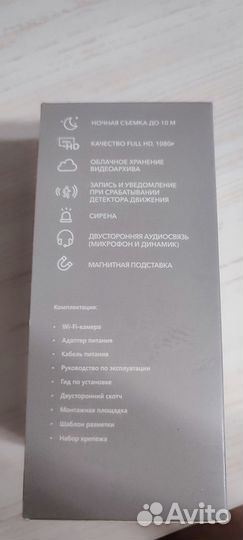 НОЧНАЯ СЪЕМКА ДО 10 М
HD
КАЧЕСТВО FULL HD, 1080P
ОБЛАЧНОЕ ХРАНЕНИЕ
ВИДЕОАРХИВА
ЗАПИСЬ И УВЕДОМЛЕНИЕ
ПРИ СРАБАТЫВАНИИ
ДЕТЕКТОРА ДВИЖЕНИЯ
СИРЕНА
ДВУСТОРОННЯЯ АУДИОСВЯЗЬ
(МИКРОФОН И ДИНАМИК)
МАГНИТНАЯ ПОДСТАВКА
Комплектация:
• Wi-Fi-камера
• Адаптер питания
• Кабель питания
• Руководство по эксплуатации
• Гид по установке
• Двусторонний скотч
• Монтажная площадка
• Шаблон разметки
• Набор крепежа
Avito